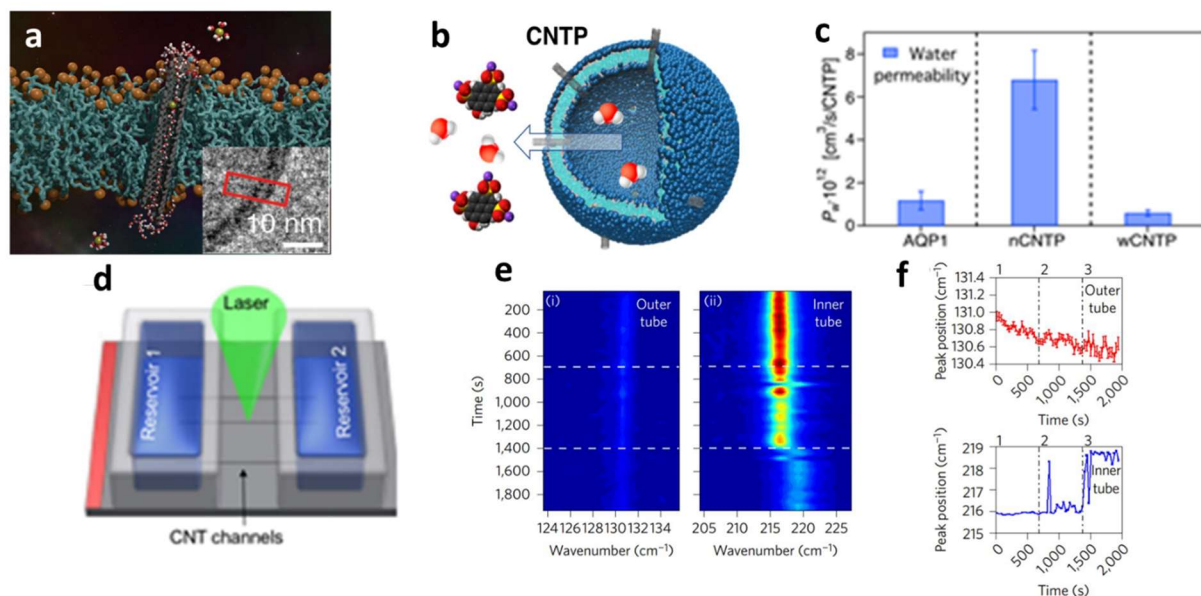 a
10 nm
b
CNTP
c
Water
permeability
P_w·10¹² [cm³/s/CNTP]
8
6
4
2
0
AQP1
nCNTP
wCNTP
d
Laser
Reservoir 1
Reservoir 2
CNT channels
e
(i)
Outer
tube
(ii)
Inner
tube
Time (s)
200
400
600
800
1,000
1,200
1,400
1,600
1,800
124 126 128 130 132 134
Wavenumber (cm⁻¹)
205 210 215 220 225
Wavenumber (cm⁻¹)
f
1 2 3
Outer
tube
Peak position (cm⁻¹)
131.4
131.2
131.0
130.8
130.6
130.4
0 500 1,000 1,500 2,000
Time (s)
1 2 3
Inner
tube
Peak position (cm⁻¹)
219
218
217
216
215
0 500 1,000 1,500 2,000
Time (s)